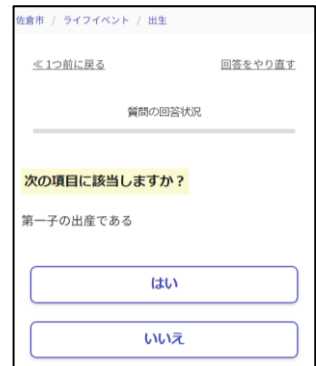 佐倉市 / ライフイベント / 出生
≪1つ前に戻る 回答をやり直す
質問の回答状況
次の項目に該当しますか？
第一子の出産である
はい
いいえ